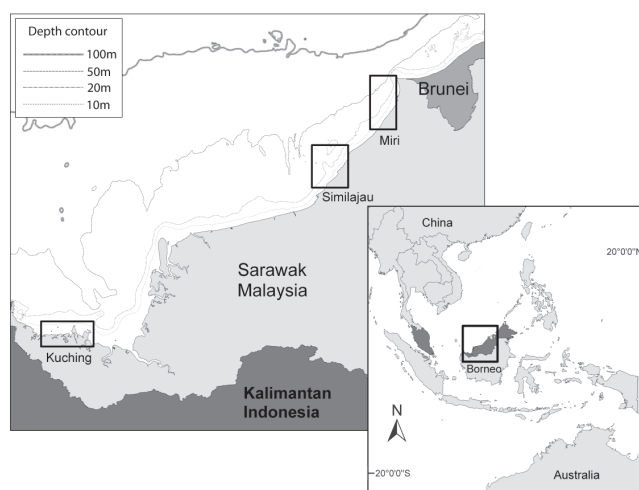 Depth contour
100m
50m
20m
10m
Brunei
Miri
Similajau
Sarawak
Malaysia
Kuching
Kalimantan
Indonesia
China
20°0'0"N
Borneo
N
20°0'0"S
Australia